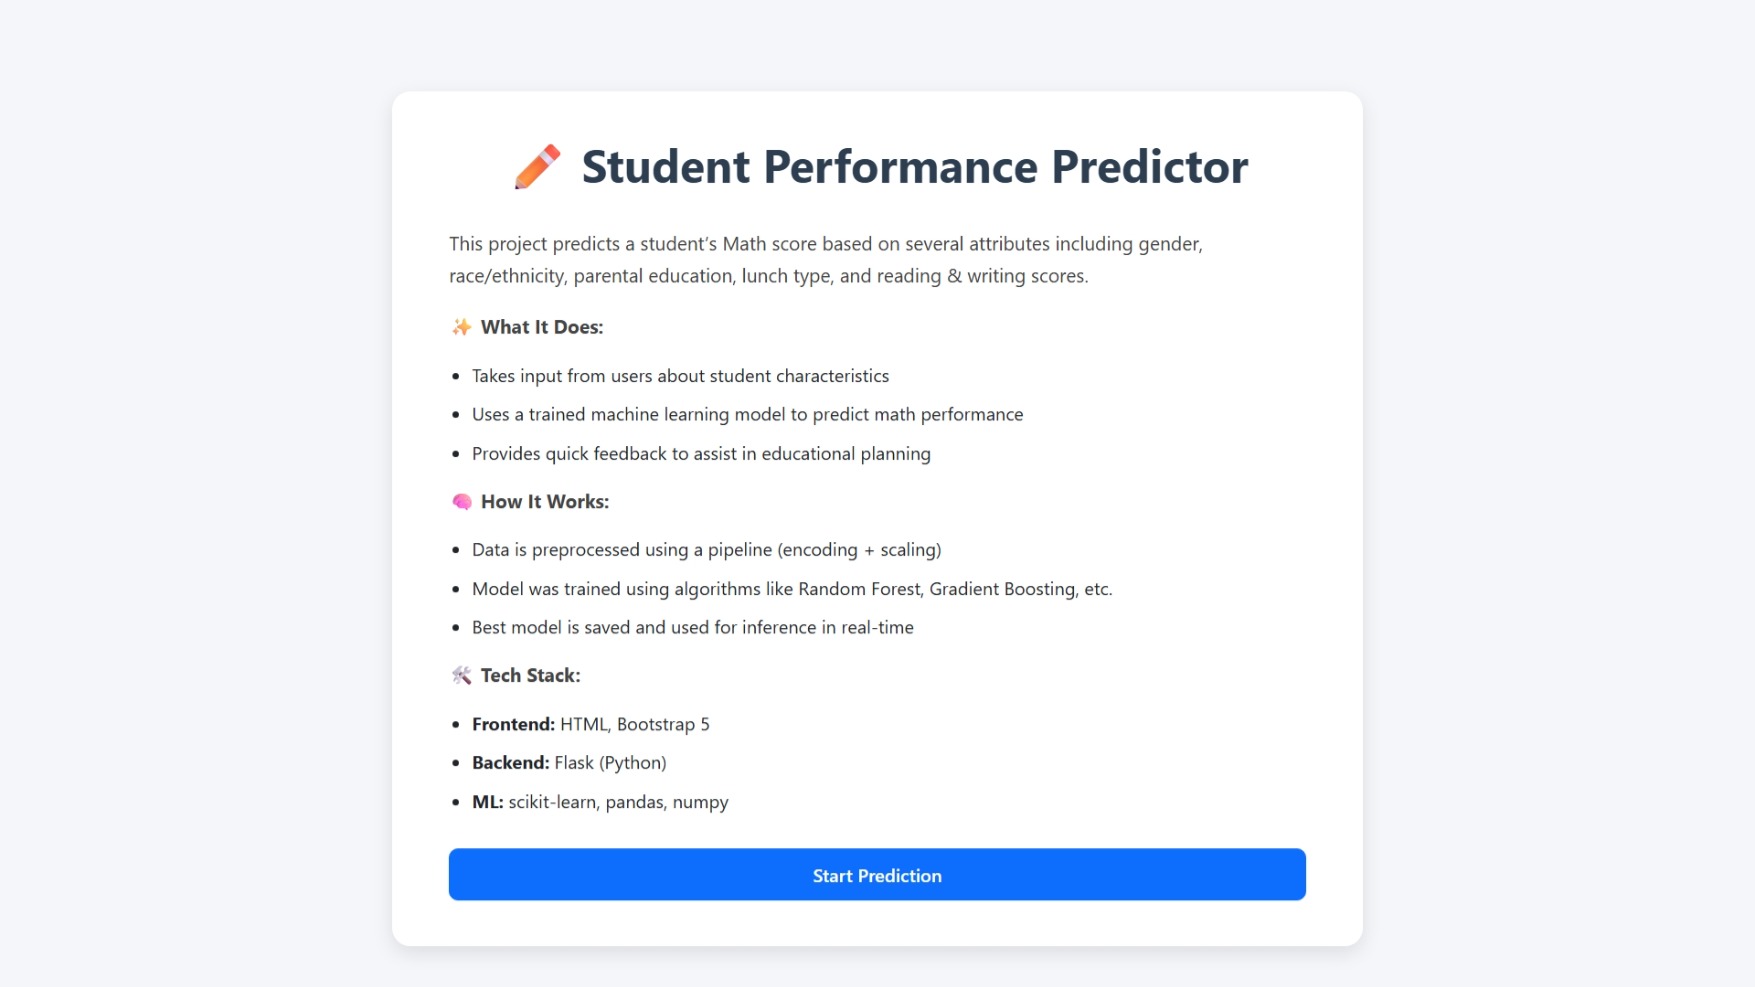 Student Performance Predictor
This project predicts a student’s Math score based on several attributes including gender,
race/ethnicity, parental education, lunch type, and reading & writing scores.
What It Does:
Takes input from users about student characteristics
Uses a trained machine learning model to predict math performance
Provides quick feedback to assist in educational planning
How It Works:
Data is preprocessed using a pipeline (encoding + scaling)
Model was trained using algorithms like Random Forest, Gradient Boosting, etc.
Best model is saved and used for inference in real-time
Tech Stack:
Frontend: HTML, Bootstrap 5
Backend: Flask (Python)
ML: scikit-learn, pandas, numpy
Start Prediction